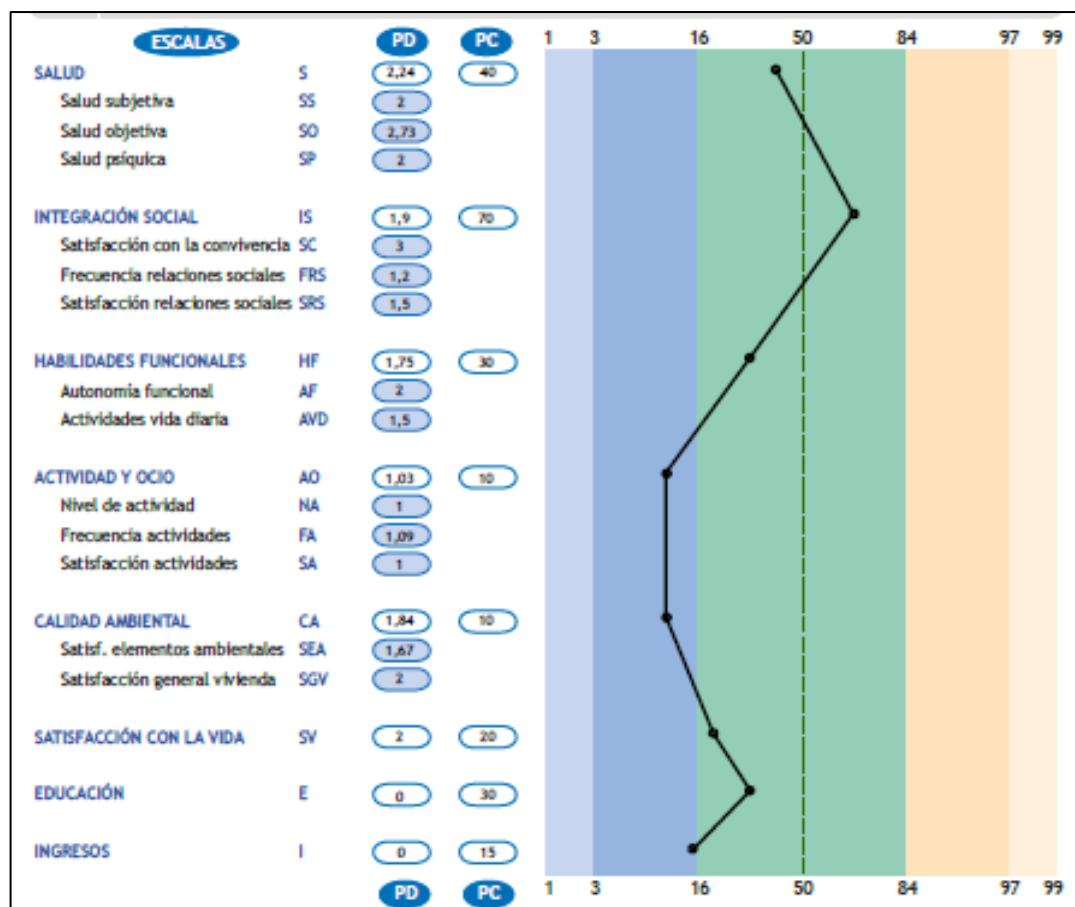 ESCALAS PD PC 1 3 16 50 84 97 99
SALUD S 2,24 40
Salud subjetiva SS 2
Salud objetiva SO 2,73
Salud psíquica SP 2
INTEGRACIÓN SOCIAL IS 1,9 70
Satisfacción con la convivencia SC 3
Frecuencia relaciones sociales FRS 1,2
Satisfacción relaciones sociales SRS 1,5
HABILIDADES FUNCIONALES HF 1,75 30
Autonomía funcional AF 2
Actividades vida diaria AVD 1,5
ACTIVIDAD Y OCIO AO 1,03 10
Nivel de actividad NA 1
Frecuencia actividades FA 1,09
Satisfacción actividades SA 1
CALIDAD AMBIENTAL CA 1,84 10
Satisf. elementos ambientales SEA 1,67
Satisfacción general vivienda SGV 2
SATISFACCIÓN CON LA VIDA SV 2 20
EDUCACIÓN E 0 30
INGRESOS I 0 15
PD PC 1 3 16 50 84 97 99